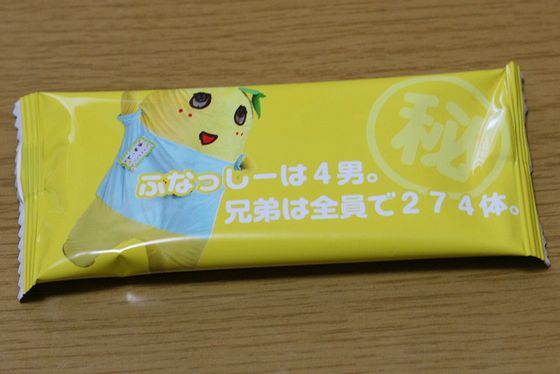 ㊙
ふなっしーは４男。
兄弟は全員で２７４体。